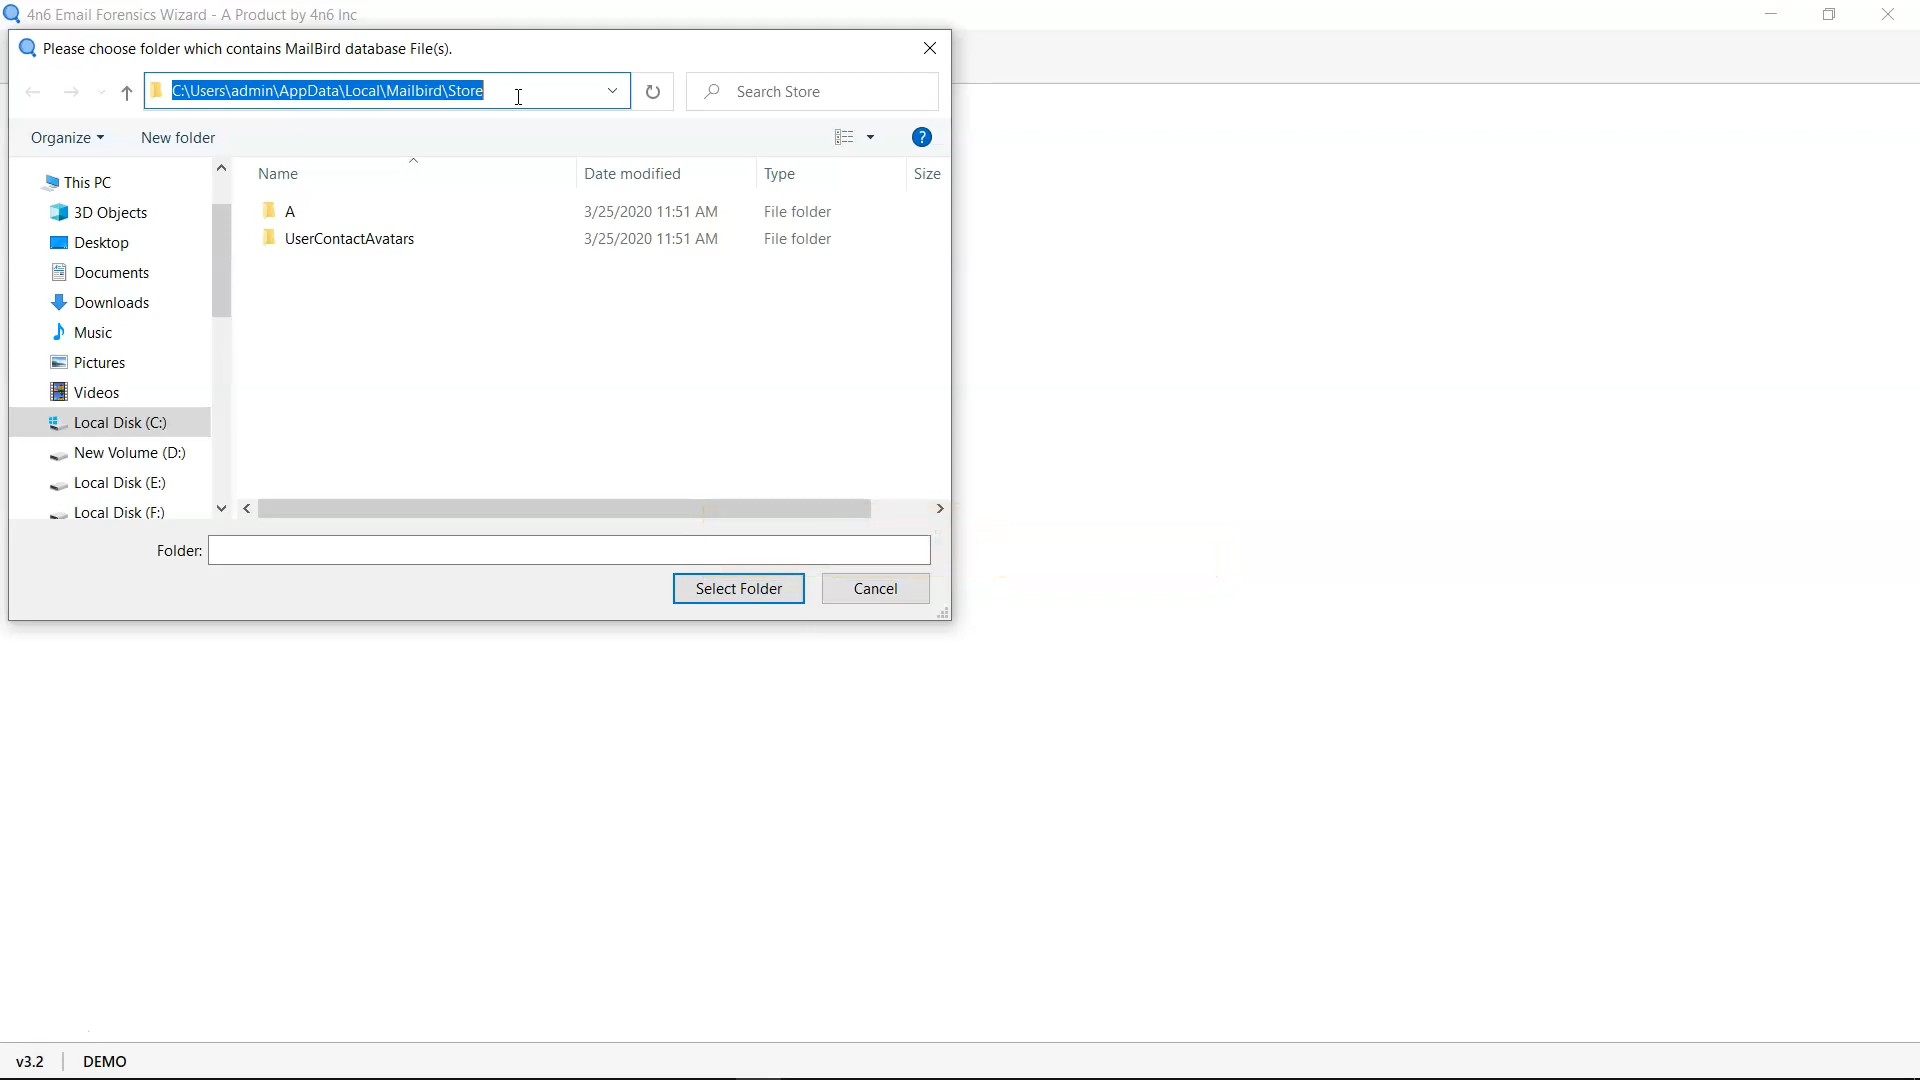 4n6 Email Forensics Wizard - A Product by 4n6 Inc
Please choose folder which contains MailBird database File(s).
C:\Users\admin\AppData\Local\Mailbird\Store
Search Store
Organize
New folder
?
Name
Date modified
Type
Size
This PC
3D Objects
Desktop
Documents
Downloads
Music
Pictures
Videos
Local Disk (C:)
New Volume (D:)
Local Disk (E:)
Local Disk (F:)
A
3/25/2020 11:51 AM
File folder
UserContactAvatars
3/25/2020 11:51 AM
File folder
Folder:
Select Folder
Cancel
v3.2
DEMO